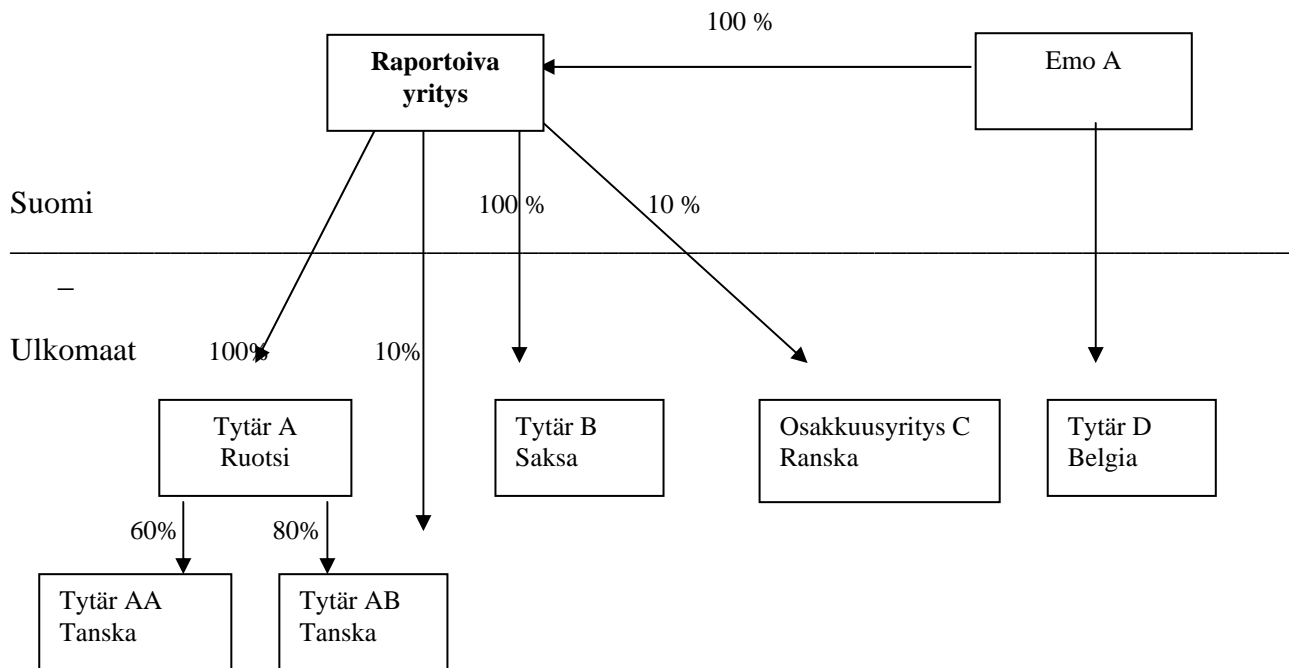 100 %
Raportoiva
yritys
Emo A
Suomi
100 %
10 %
–
Ulkomaat
100%
10%
Tytär A
Ruotsi
Tytär B
Saksa
Osakkuusyritys C
Ranska
Tytär D
Belgia
60%
80%
Tytär AA
Tanska
Tytär AB
Tanska